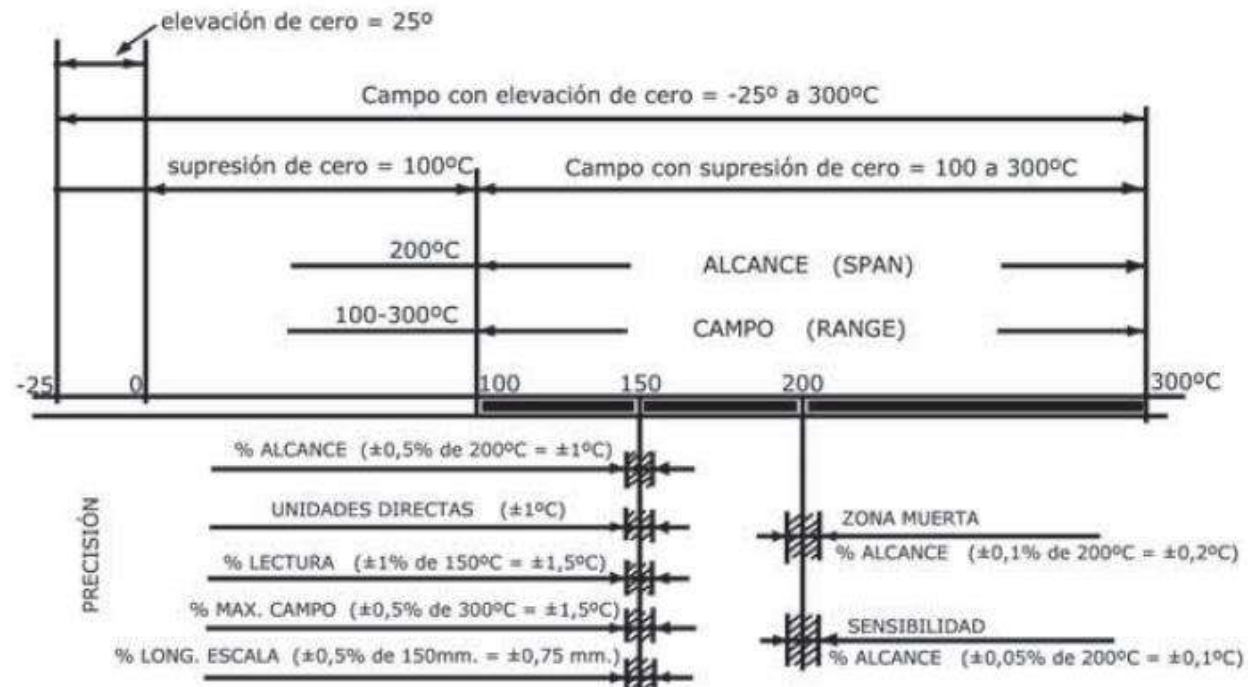 elevación de cero = 25º
Campo con elevación de cero = -25º a 300ºC
supresión de cero = 100ºC
Campo con supresión de cero = 100 a 300ºC
200ºC
ALCANCE (SPAN)
100-300ºC
CAMPO (RANGE)
-25 0 100 150 200 300ºC
PRECISIÓN
% ALCANCE (±0,5% de 200ºC = ±1ºC)
UNIDADES DIRECTAS (±1ºC)
% LECTURA (±1% de 150ºC = ±1,5ºC)
% MAX. CAMPO (±0,5% de 300ºC = ±1,5ºC)
% LONG. ESCALA (±0,5% de 150mm. = ±0,75 mm.)
ZONA MUERTA
% ALCANCE (±0,1% de 200ºC = ±0,2ºC)
SENSIBILIDAD
% ALCANCE (±0,05% de 200ºC = ±0,1ºC)